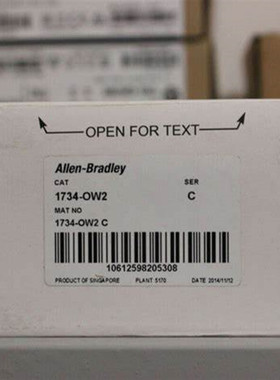 OPEN FOR TEXT
Allen-Bradley
CAT SER
1734-OW2 C
MAT NO
1734-OW2 C
10612598205308
PRODUCT OF SINGAPORE PLANT 5170 DATE 2014/11/12